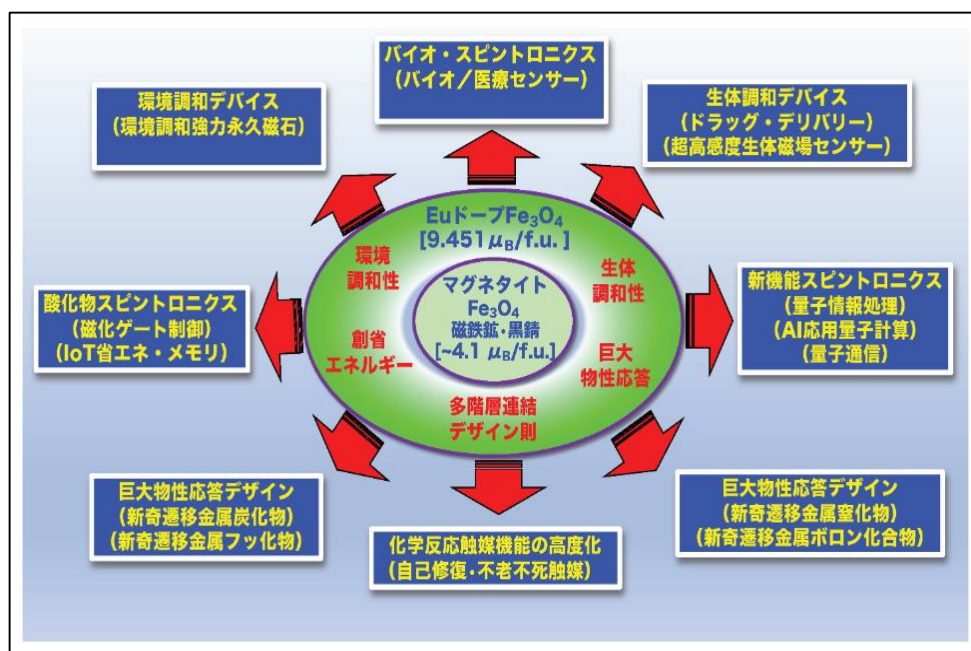 バイオ・スピントロニクス
(バイオ/医療センサー)
環境調和デバイス
(環境調和強力永久磁石)
生体調和デバイス
(ドラッグ・デリバリー)
(超高感度生体磁場センサー)
EuドープFe₃O₄
[9.451μB/f.u.]
環境
調和性
生体
調和性
マグネタイト
Fe₃O₄
磁鉄鉱・黒錆
[~4.1 μB/f.u.]
創省
エネルギー
巨大
物性応答
多階層連結
デザイン則
酸化物スピントロニクス
(磁化ゲート制御)
(IoT省エネ・メモリ)
新機能スピントロニクス
(量子情報処理)
(AI応用量子計算)
(量子通信)
巨大物性応答デザイン
(新奇遷移金属炭化物)
(新奇遷移金属フッ化物)
化学反応触媒機能の高度化
(自己修復・不老不死触媒)
巨大物性応答デザイン
(新奇遷移金属窒化物)
(新奇遷移金属ボロン化合物)